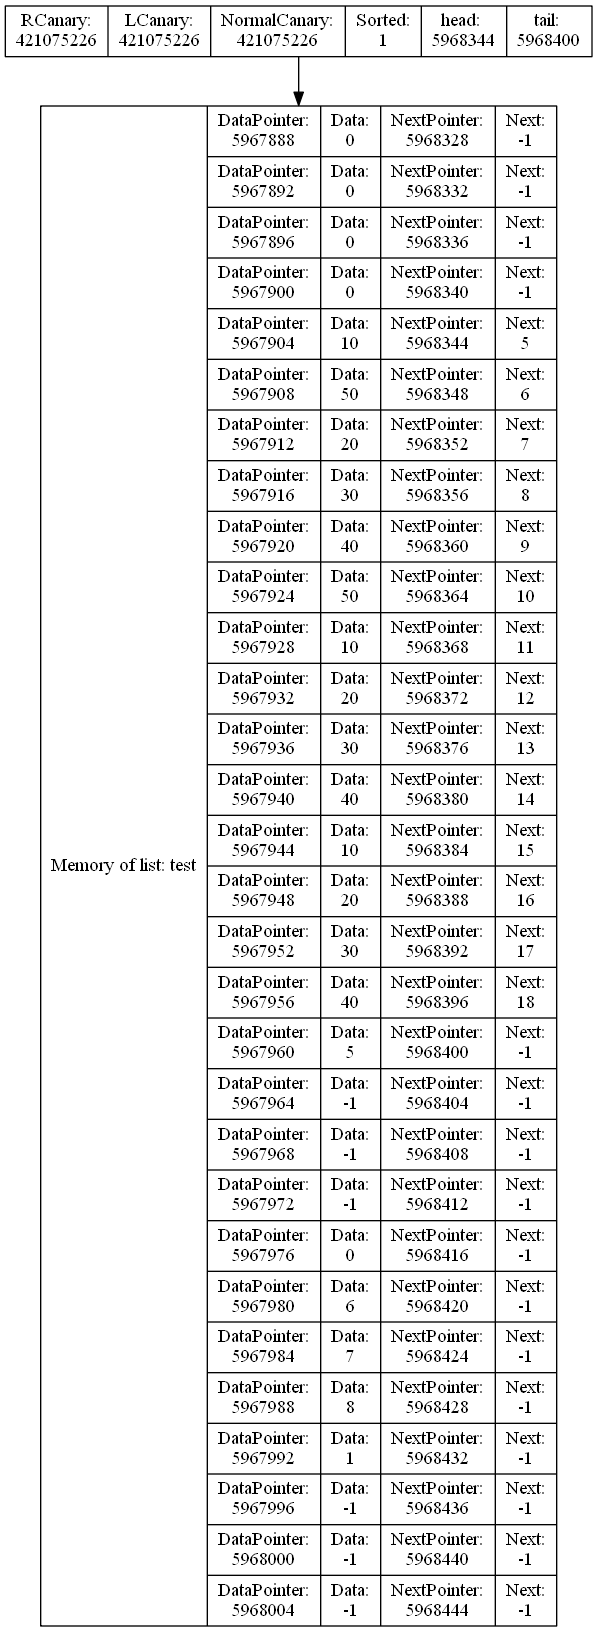 RCanary: LCanary: NormalCanary: Sorted: head: tail:
421075226 421075226 421075226 1 5968344 5968400
DataPointer: Data: NextPointer: Next:
5967888 0 5968328 -1
DataPointer: Data: NextPointer: Next:
5967892 0 5968332 -1
DataPointer: Data: NextPointer: Next:
5967896 0 5968336 -1
DataPointer: Data: NextPointer: Next:
5967900 0 5968340 -1
DataPointer: Data: NextPointer: Next:
5967904 10 5968344 5
DataPointer: Data: NextPointer: Next:
5967908 50 5968348 6
DataPointer: Data: NextPointer: Next:
5967912 20 5968352 7
DataPointer: Data: NextPointer: Next:
5967916 30 5968356 8
DataPointer: Data: NextPointer: Next:
5967920 40 5968360 9
DataPointer: Data: NextPointer: Next:
5967924 50 5968364 10
DataPointer: Data: NextPointer: Next:
5967928 10 5968368 11
DataPointer: Data: NextPointer: Next:
5967932 20 5968372 12
DataPointer: Data: NextPointer: Next:
5967936 30 5968376 13
DataPointer: Data: NextPointer: Next:
5967940 40 5968380 14
DataPointer: Data: NextPointer: Next:
5967944 10 5968384 15
Memory of list: test
DataPointer: Data: NextPointer: Next:
5967948 20 5968388 16
DataPointer: Data: NextPointer: Next:
5967952 30 5968392 17
DataPointer: Data: NextPointer: Next:
5967956 40 5968396 18
DataPointer: Data: NextPointer: Next:
5967960 5 5968400 -1
DataPointer: Data: NextPointer: Next:
5967964 -1 5968404 -1
DataPointer: Data: NextPointer: Next:
5967968 -1 5968408 -1
DataPointer: Data: NextPointer: Next:
5967972 -1 5968412 -1
DataPointer: Data: NextPointer: Next:
5967976 0 5968416 -1
DataPointer: Data: NextPointer: Next:
5967980 6 5968420 -1
DataPointer: Data: NextPointer: Next:
5967984 7 5968424 -1
DataPointer: Data: NextPointer: Next:
5967988 8 5968428 -1
DataPointer: Data: NextPointer: Next:
5967992 1 5968432 -1
DataPointer: Data: NextPointer: Next:
5967996 -1 5968436 -1
DataPointer: Data: NextPointer: Next:
5968000 -1 5968440 -1
DataPointer: Data: NextPointer: Next:
5968004 -1 5968444 -1